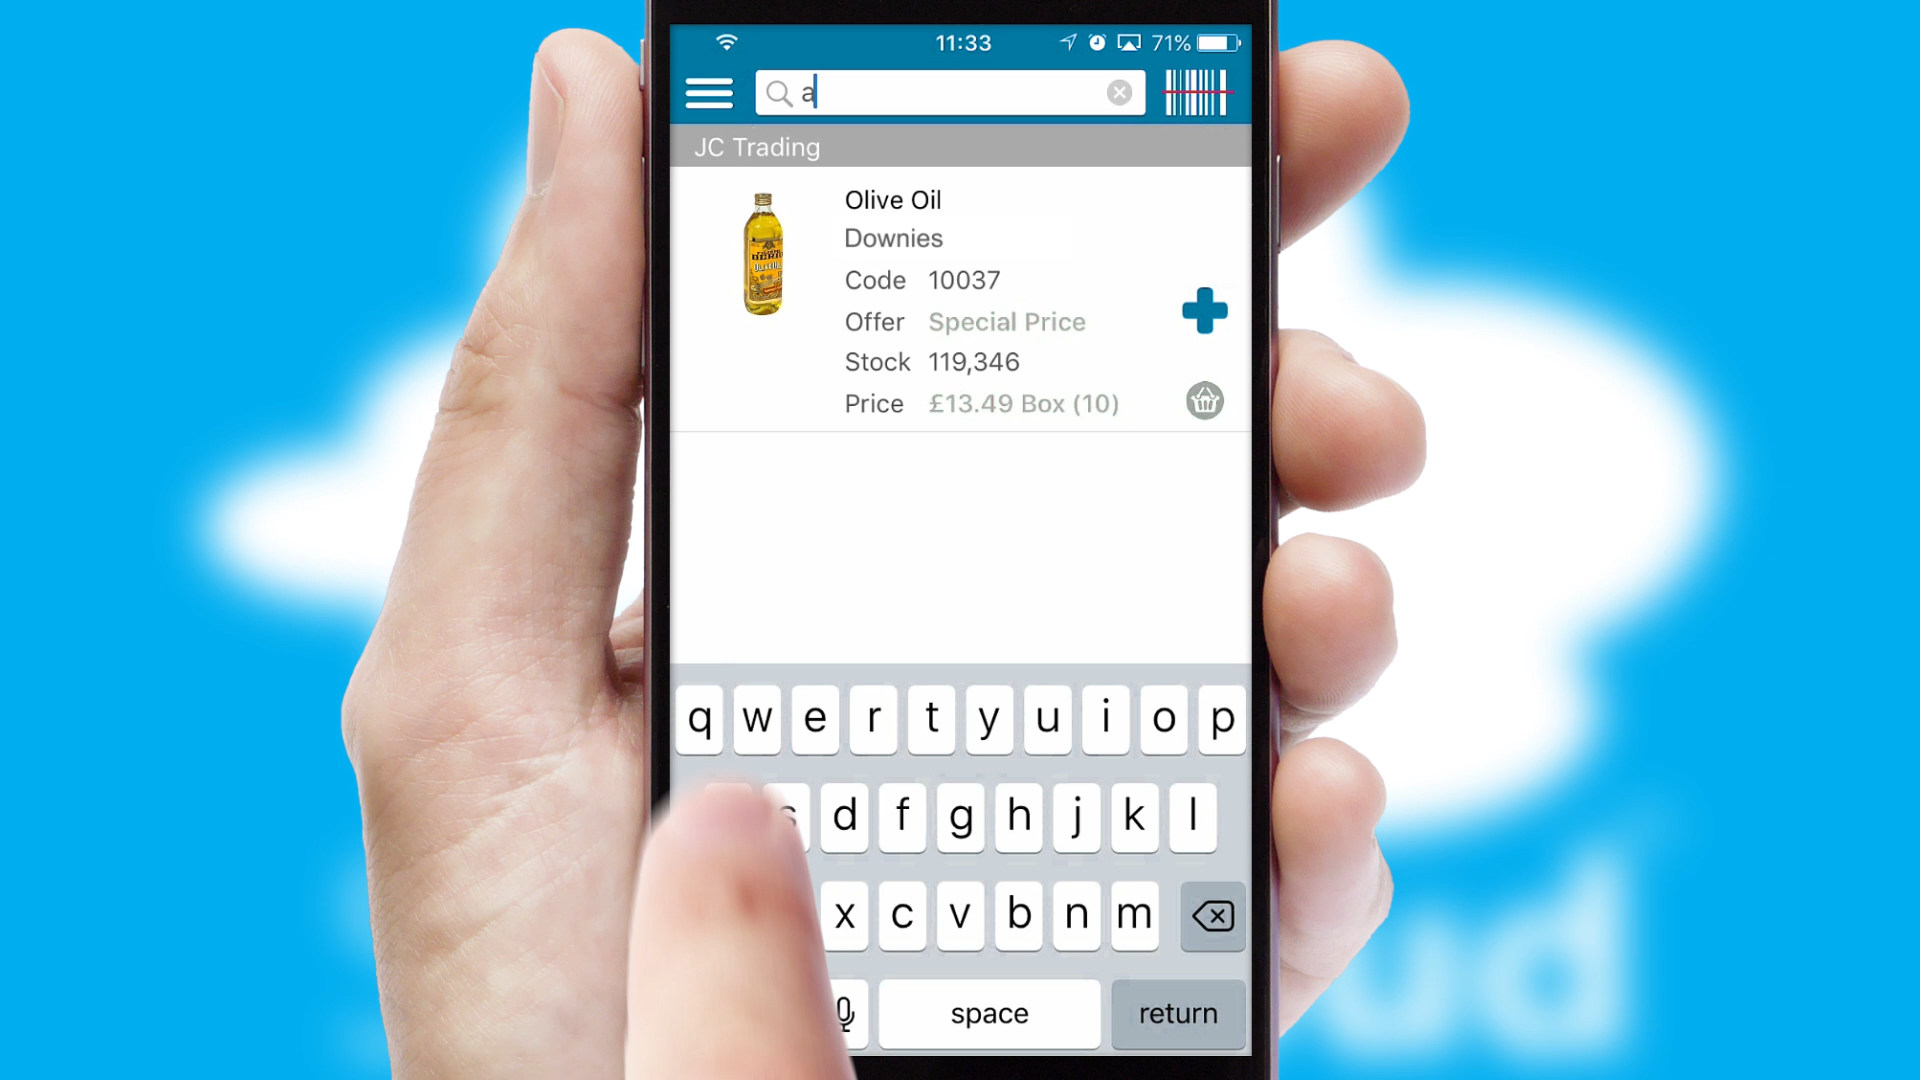 11:33
71%
a
JC Trading
Olive Oil
Downies
Code 10037
Offer Special Price
Stock 119,346
Price £13.49 Box (10)
q w e r t y u i o p
s d f g h j k l
x c v b n m
space return
ud